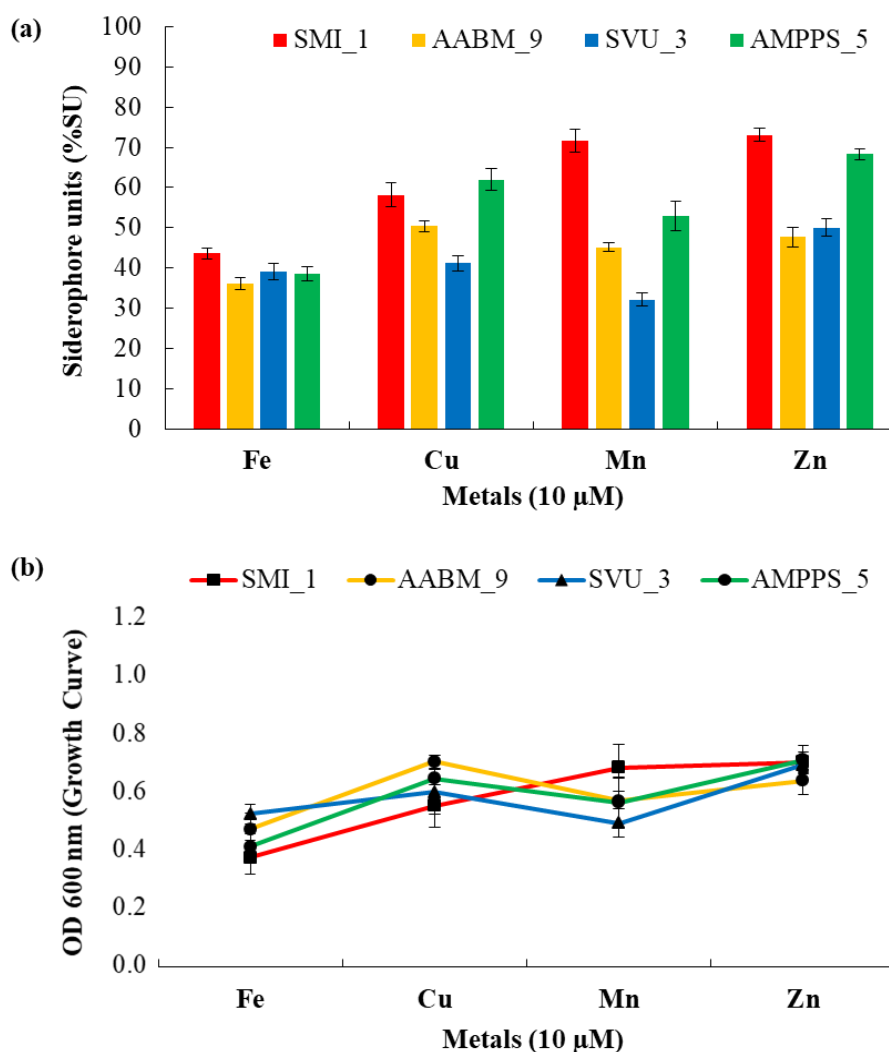 (a)
SMI_1 AABM_9 SVU_3 AMPPS_5
Siderophore units (%SU)
100
90
80
70
60
50
40
30
20
10
0
Fe Cu Mn Zn
Metals (10 µM)
(b)
SMI_1 AABM_9 SVU_3 AMPPS_5
OD 600 nm (Growth Curve)
1.2
1.0
0.8
0.6
0.4
0.2
0.0
Fe Cu Mn Zn
Metals (10 µM)